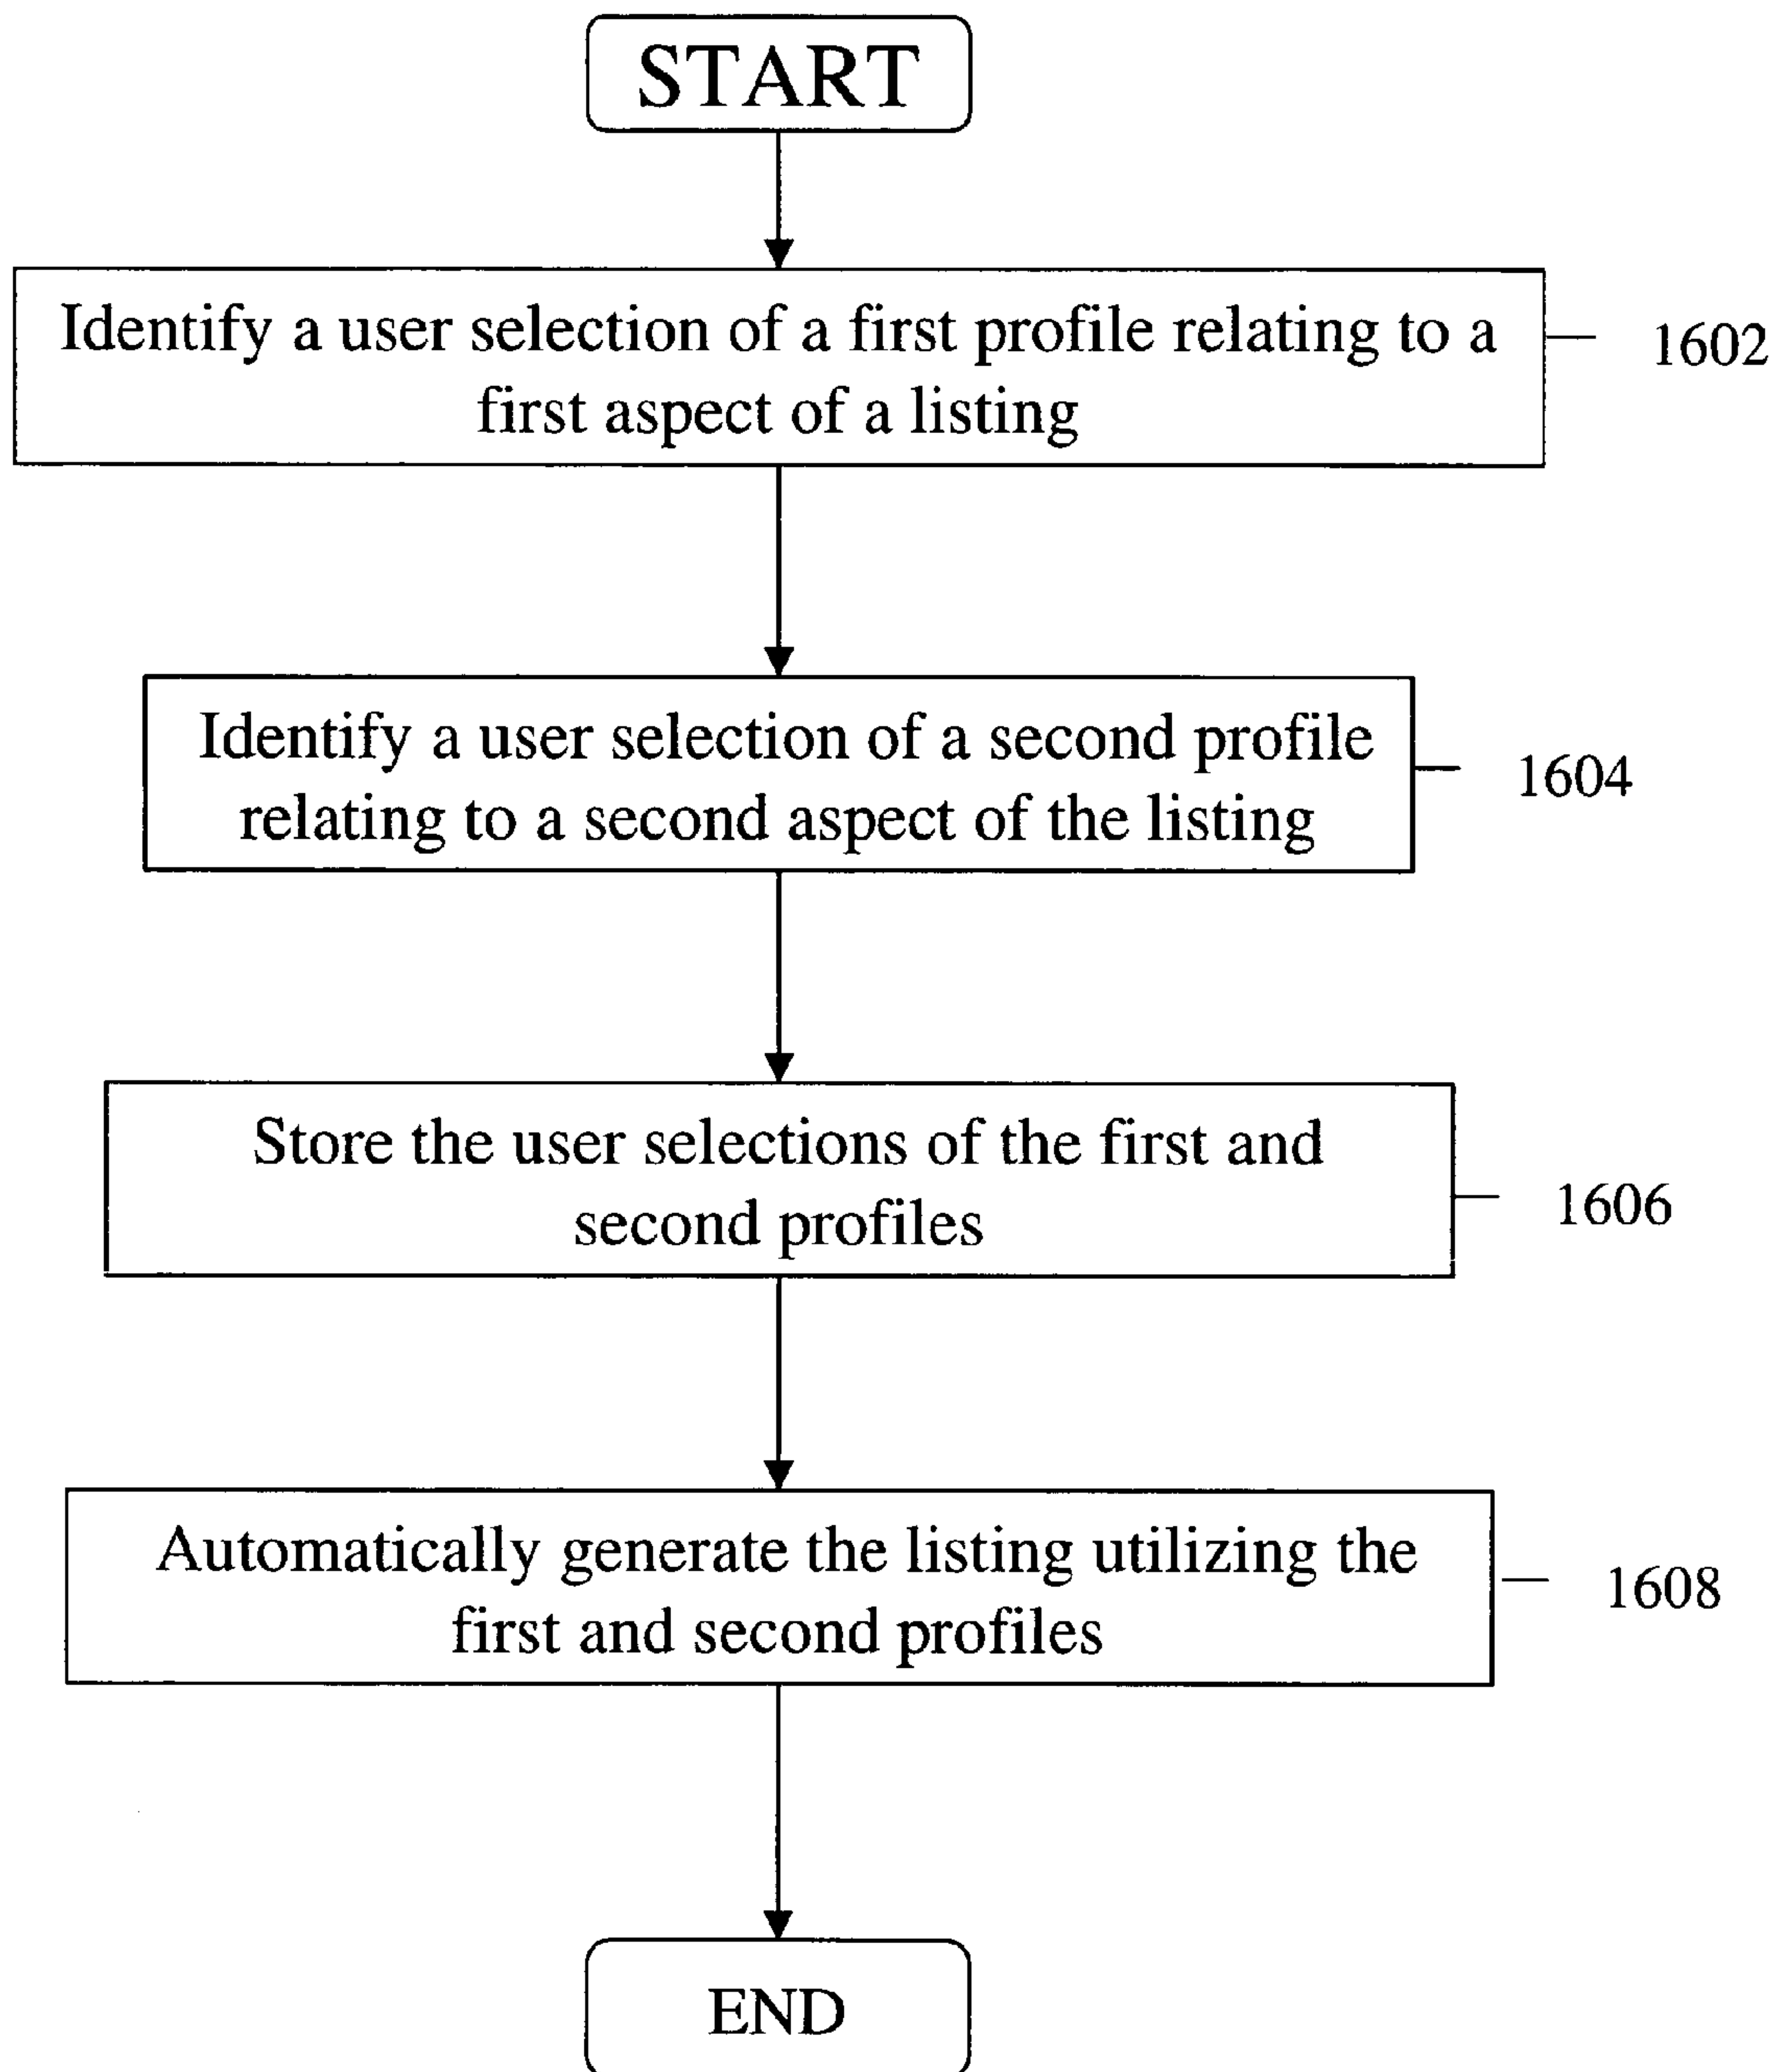 START
Identify a user selection of a first profile relating to a
first aspect of a listing
1602
Identify a user selection of a second profile
relating to a second aspect of the listing
1604
Store the user selections of the first and
second profiles
1606
Automatically generate the listing utilizing the
first and second profiles
1608
END